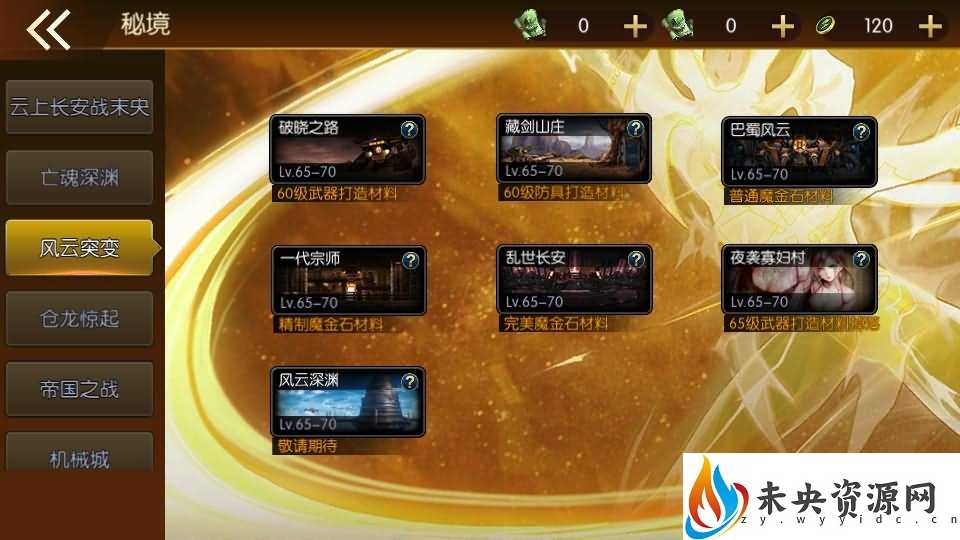 秘境
0
0
120
云上长安战未央
亡魂深渊
风云突变
仓龙惊起
帝国之战
机械城
破晓之路
?
Lv.65-70
60级武器打造材料
藏剑山庄
?
Lv.65-70
60级防具打造材料
巴蜀风云
?
Lv.65-70
普通魔金石材料
一代宗师
?
Lv.65-70
精制魔金石材料
乱世长安
?
Lv.65-70
完美魔金石材料
夜袭寡妇村
?
Lv.65-70
65级武器打造材料
风云深渊
?
Lv.65-70
敬请期待
未央资源网
zy.wyyidc.cn